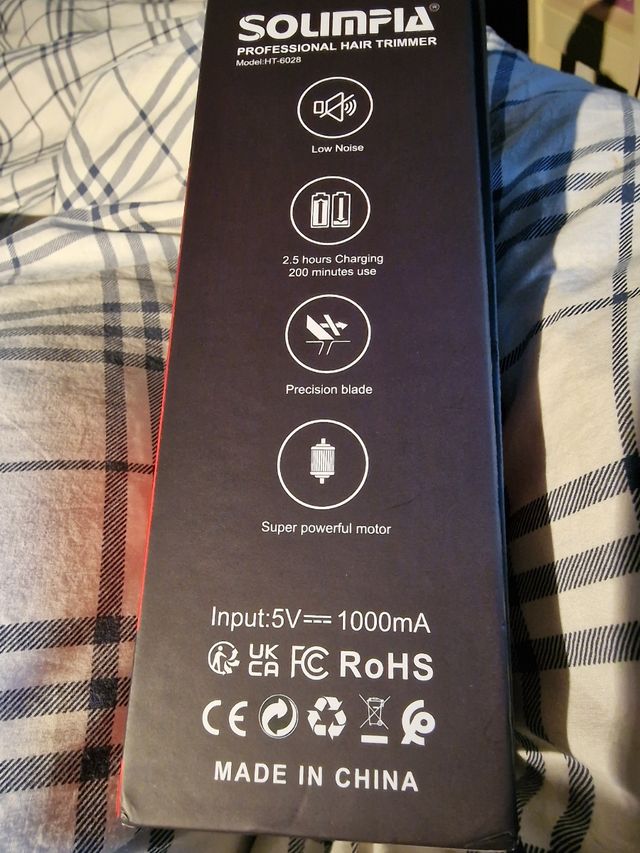 SOLIMPIA®
PROFESSIONAL HAIR TRIMMER
Model:HT-6028
Low Noise
2.5 hours Charging
200 minutes use
Precision blade
Super powerful motor
Input:5V⎓1000mA
UK
CA FC RoHS
CE
MADE IN CHINA